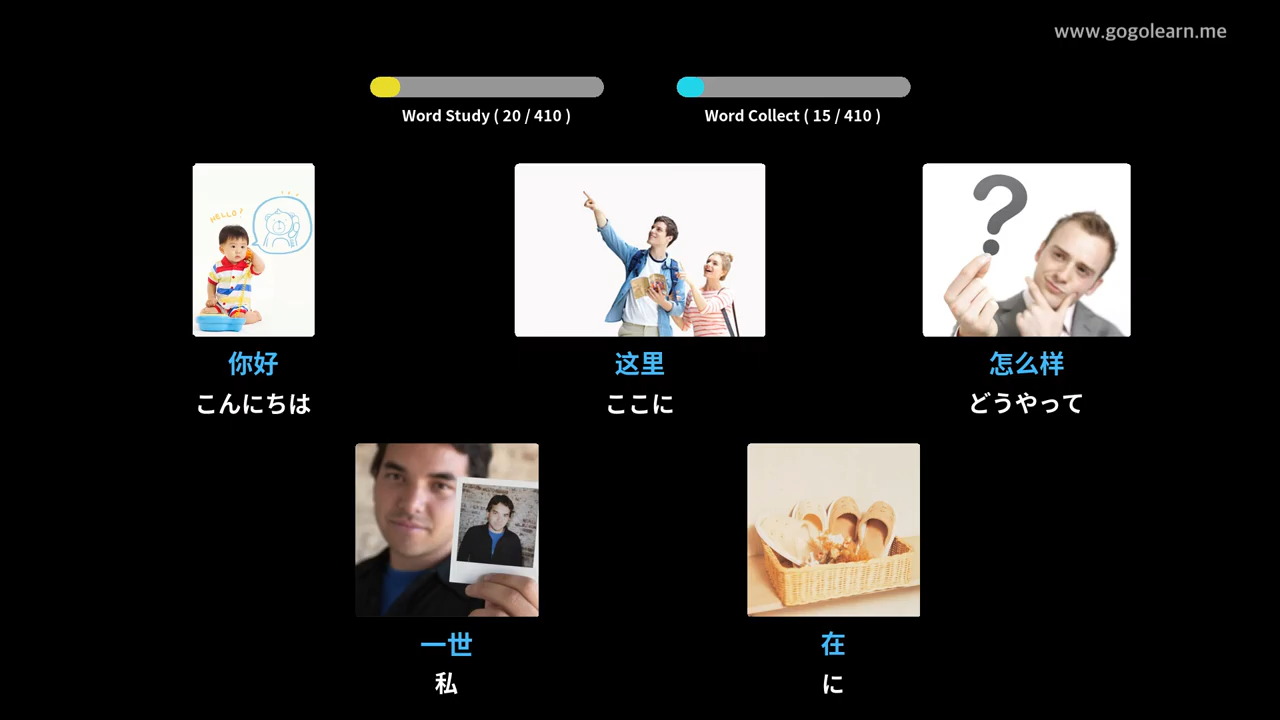 www.gogolearn.me
Word Study ( 20 / 410 )
Word Collect ( 15 / 410 )
HELLO?
你好
こんにちは
这里
ここに
怎么样
どうやって
一世
私
在
に